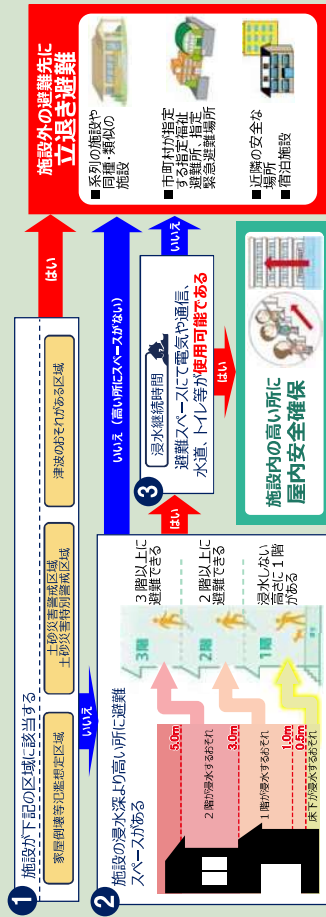 1 施設が下記の区域に該当する
家屋倒壊等氾濫想定区域
土砂災害警戒区域
土砂災害特別警戒区域
津波のおそれがある区域
はい
いいえ
2 施設の浸水深より高い所に避難
スペースがある
5.0m
2階が浸水するおそれ
3.0m
1階が浸水するおそれ
1.0m
0.5m
床下が浸水するおそれ
3階
2階
1階
3階以上に
避難できる
2階以上に
避難できる
浸水しない
高さに1階
がある
いいえ(高い所にスペースがない)
はい
3 浸水継続時間
避難スペースにて電気や通信、
水道、トイレ等が使用可能である
いいえ
はい
施設外の避難先に
立退き避難
■系列の施設や
同種・類似の
施設
■市町村が指定
する指定福祉
避難所、指定
緊急避難場所
■近隣の安全な
場所
■宿泊施設
施設内の高い所に
屋内安全確保